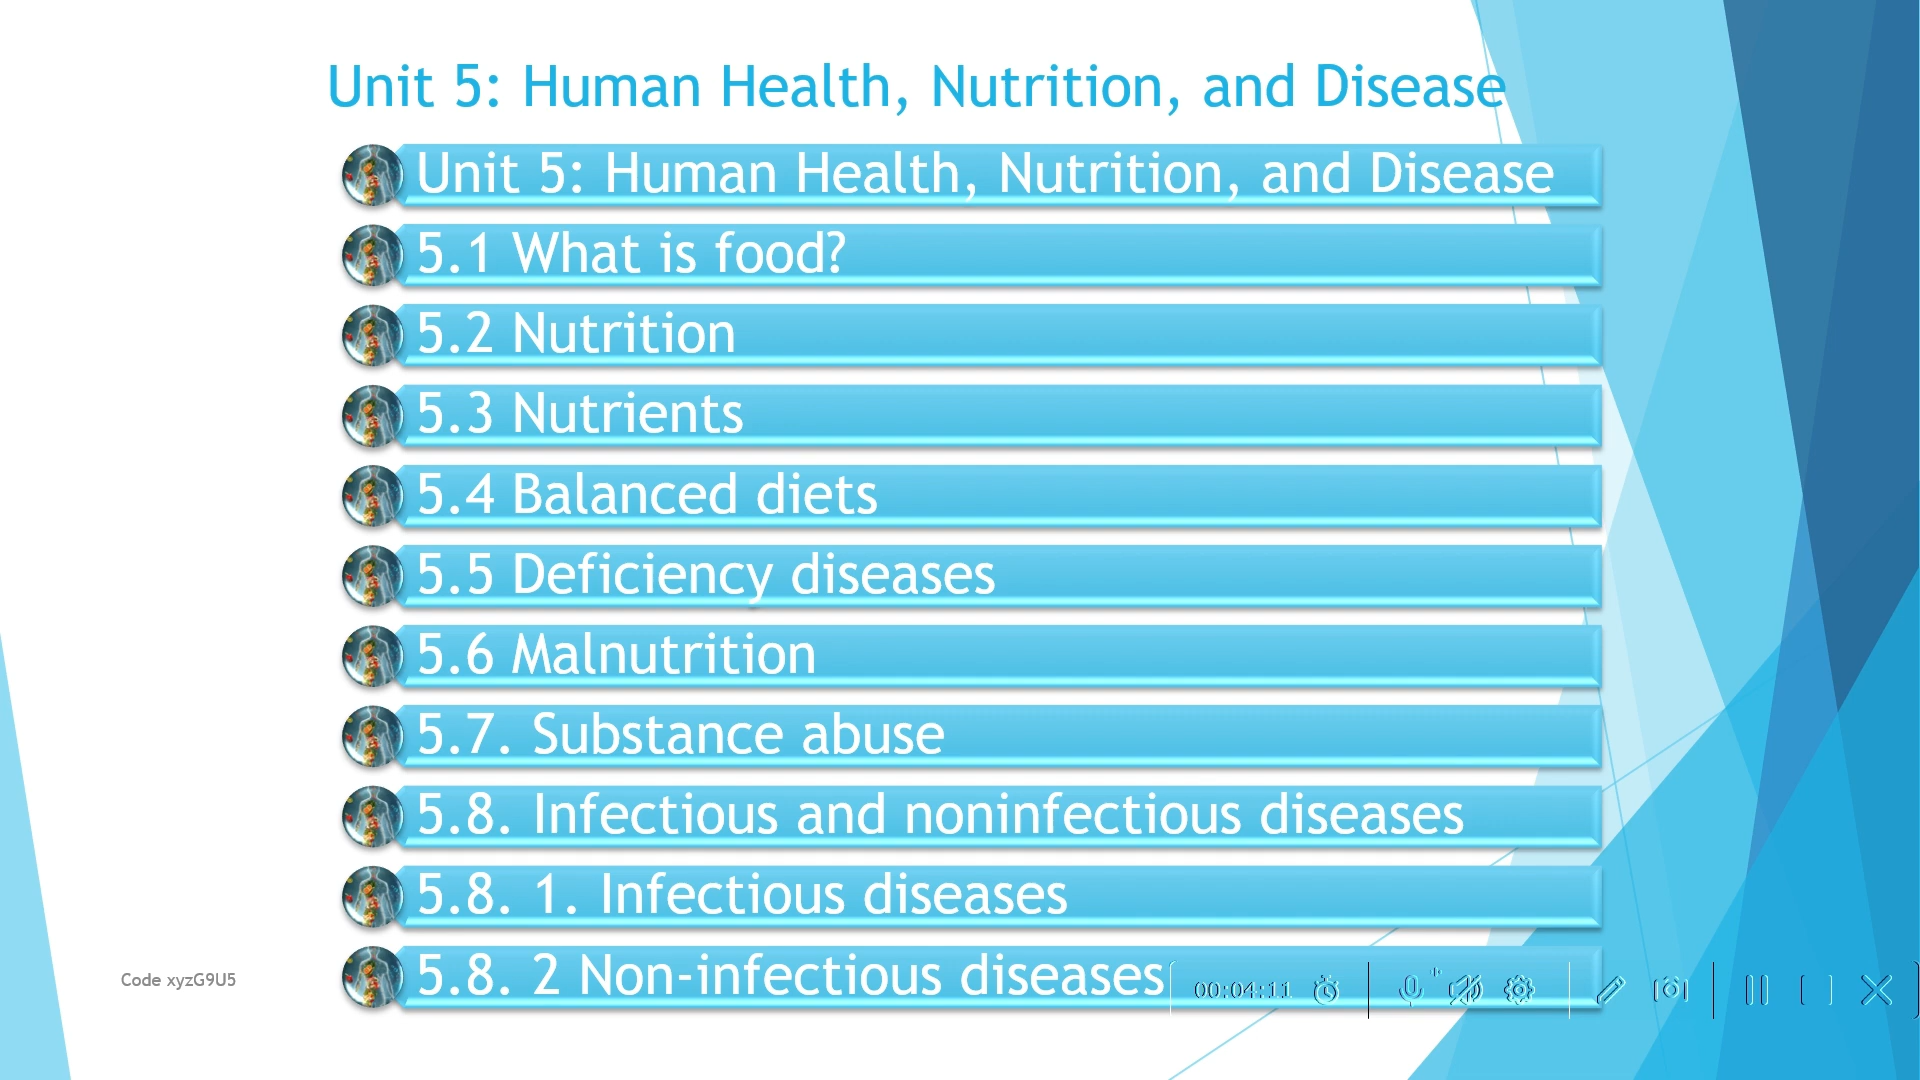 Unit 5: Human Health, Nutrition, and Disease
Unit 5: Human Health, Nutrition, and Disease
5.1 What is food?
5.2 Nutrition
5.3 Nutrients
5.4 Balanced diets
5.5 Deficiency diseases
5.6 Malnutrition
5.7. Substance abuse
5.8. Infectious and noninfectious diseases
5.8. 1. Infectious diseases
5.8. 2 Non-infectious diseases
Code xyzG9U5
00:04:11